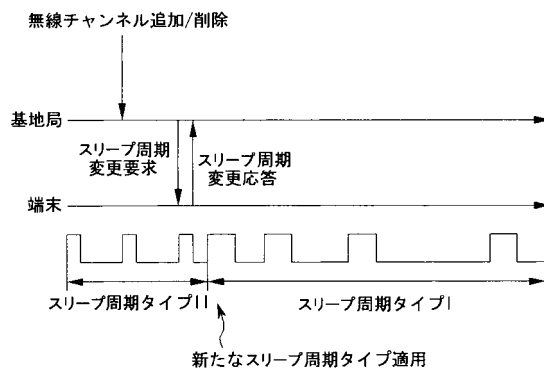 無線チャンネル追加/削除
基地局
スリープ周期
変更要求
スリープ周期
変更応答
端末
スリープ周期タイプII
スリープ周期タイプI
新たなスリープ周期タイプ適用